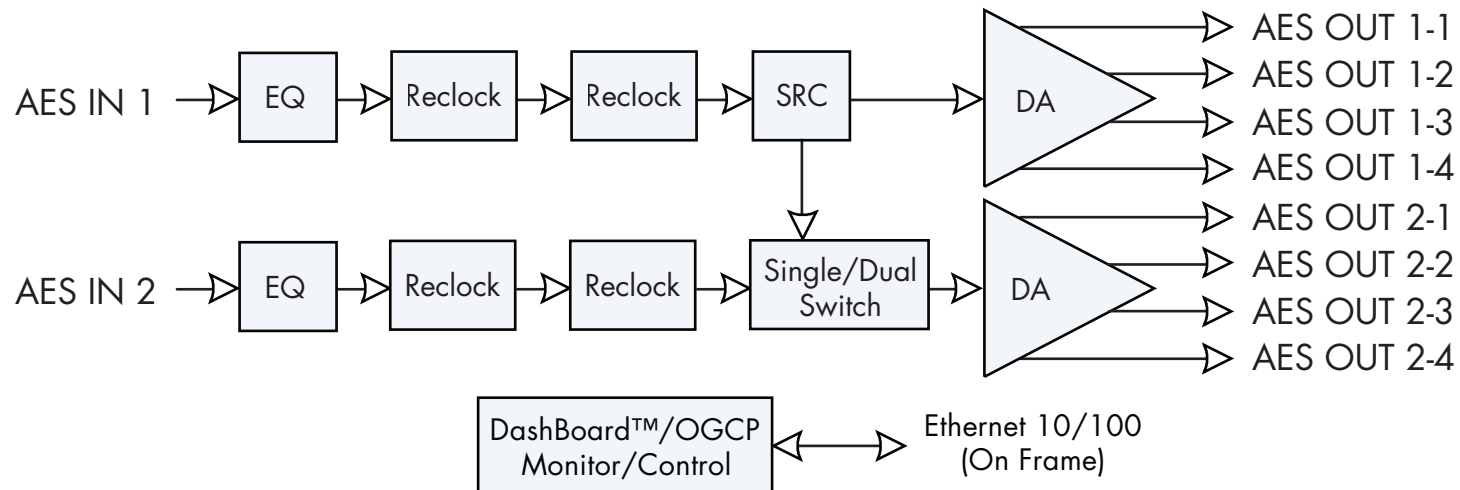 AES IN 1
EQ
Reclock
Reclock
SRC
DA
AES OUT 1-1
AES OUT 1-2
AES OUT 1-3
AES OUT 1-4
AES IN 2
EQ
Reclock
Reclock
Single/Dual
Switch
DA
AES OUT 2-1
AES OUT 2-2
AES OUT 2-3
AES OUT 2-4
DashBoard™/OGCP
Monitor/Control
Ethernet 10/100
(On Frame)